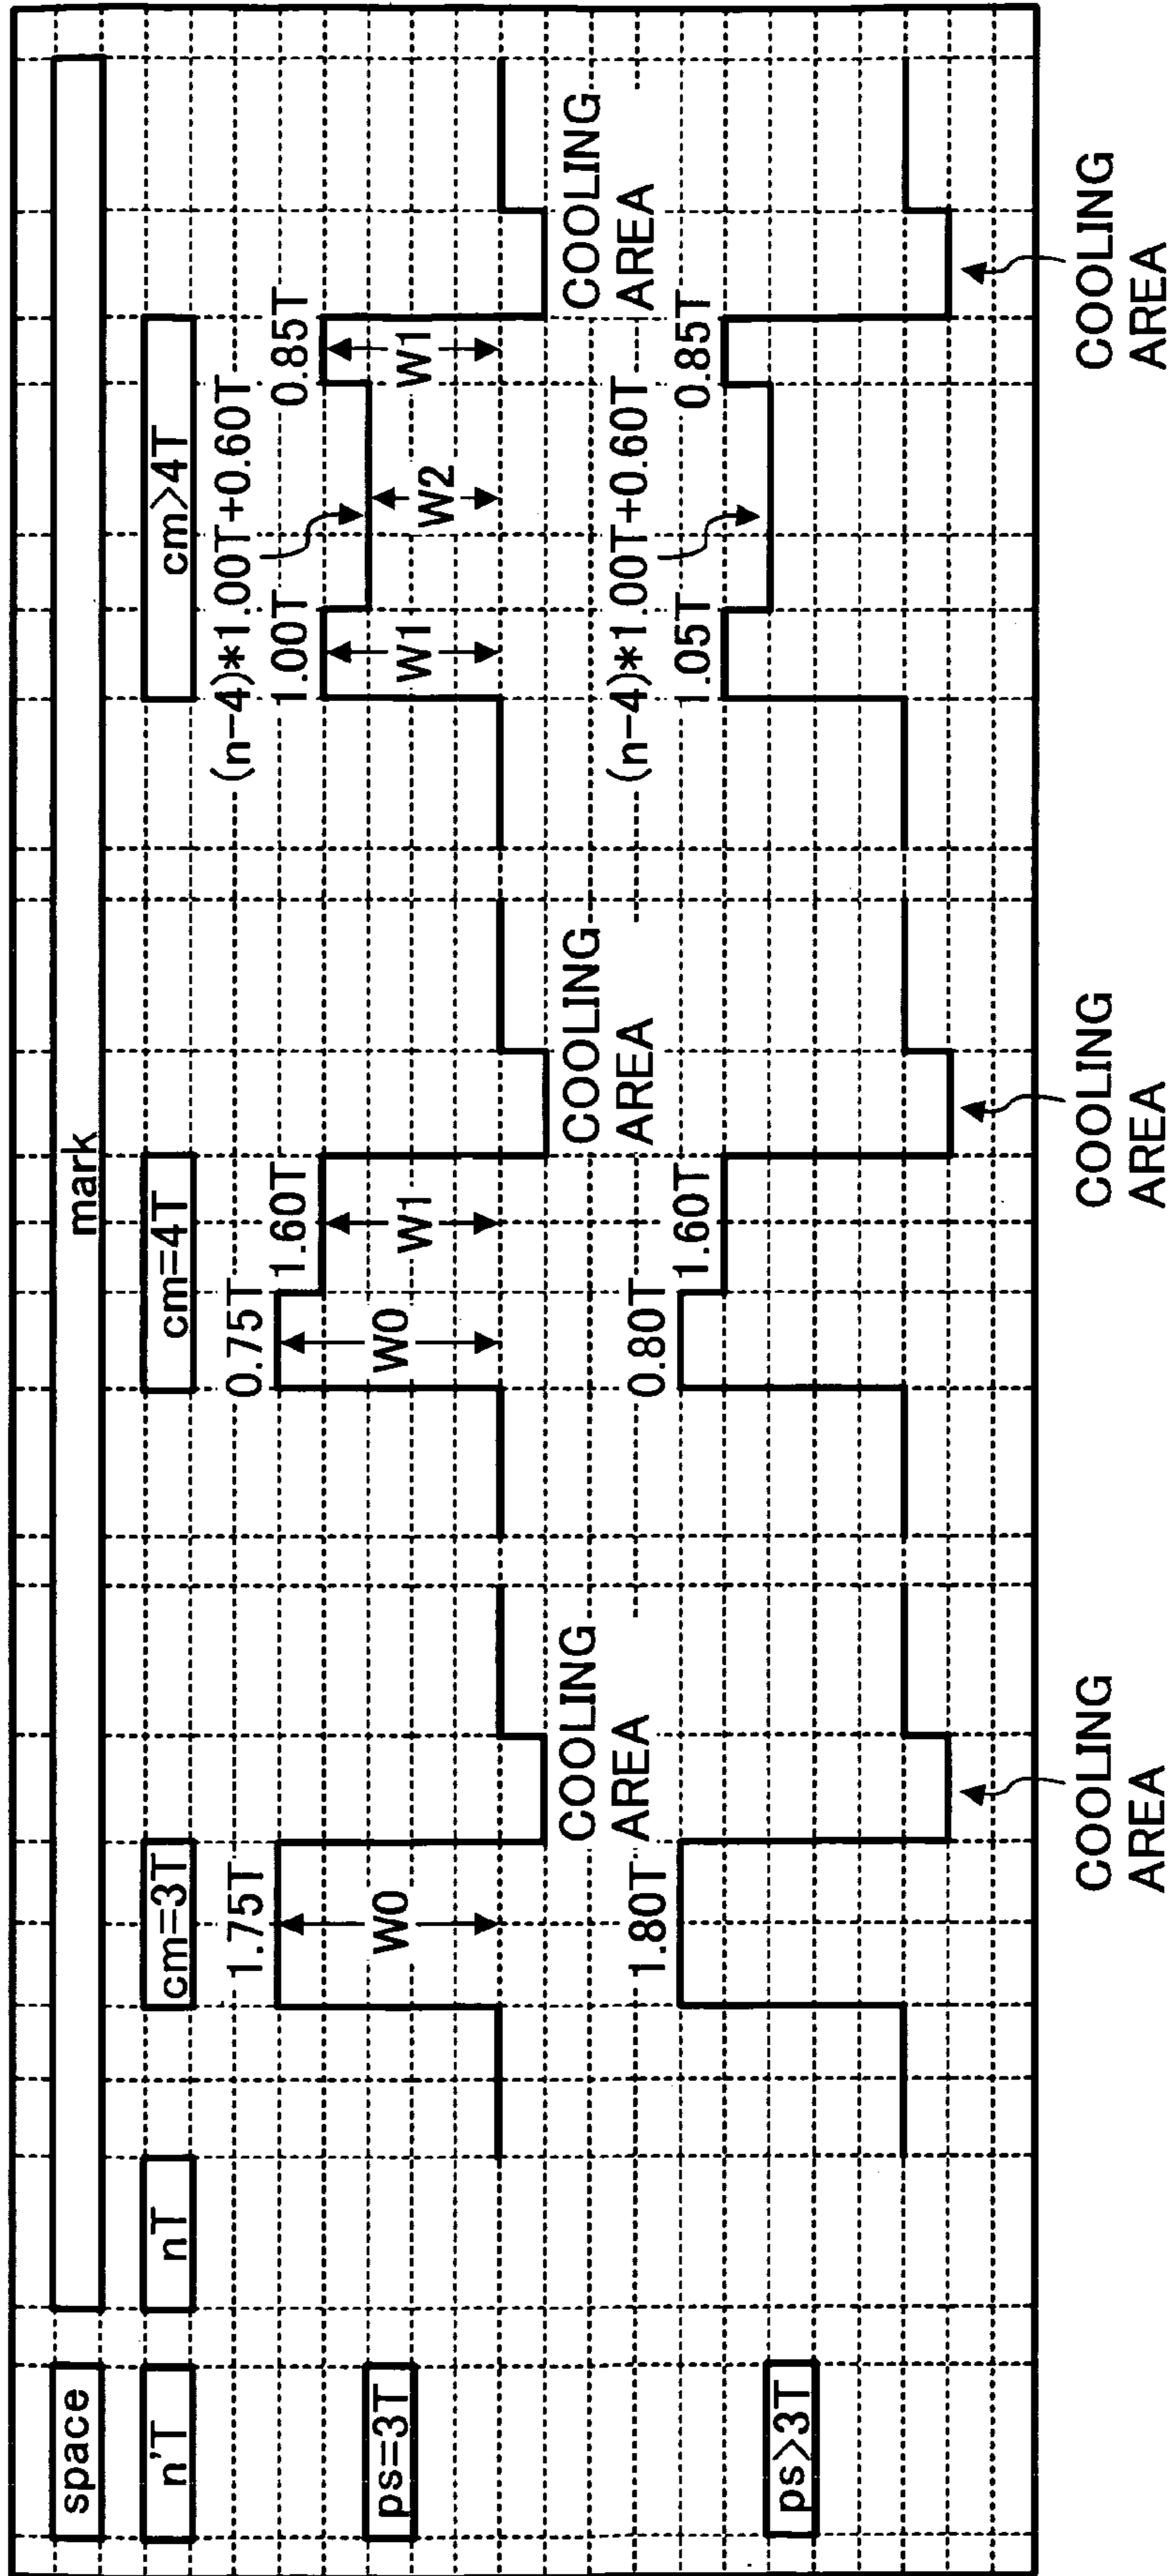 space
mark
n'T
nT
cm=3T
cm=4T
cm>4T
ps=3T
1.75T
W0
COOLING
AREA
0.75T
1.60T
W0
W1
COOLING
AREA
(n-4)*1.00T+0.60T
1.00T
0.85T
W1
W2
W1
COOLING
AREA
ps>3T
1.80T
0.80T
1.60T
(n-4)*1.00T+0.60T
1.05T
0.85T
COOLING
AREA
COOLING
AREA
COOLING
AREA